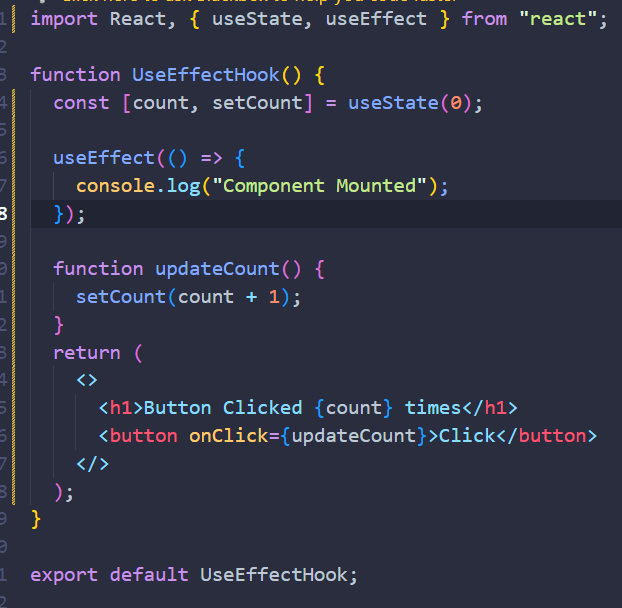 import React, { useState, useEffect } from "react";
function UseEffectHook() {
const [count, setCount] = useState(0);
useEffect(() => {
console.log("Component Mounted");
});
function updateCount() {
setCount(count + 1);
}
return (
<>
<h1>Button Clicked {count} times</h1>
<button onClick={updateCount}>Click</button>
</>
);
}
export default UseEffectHook;